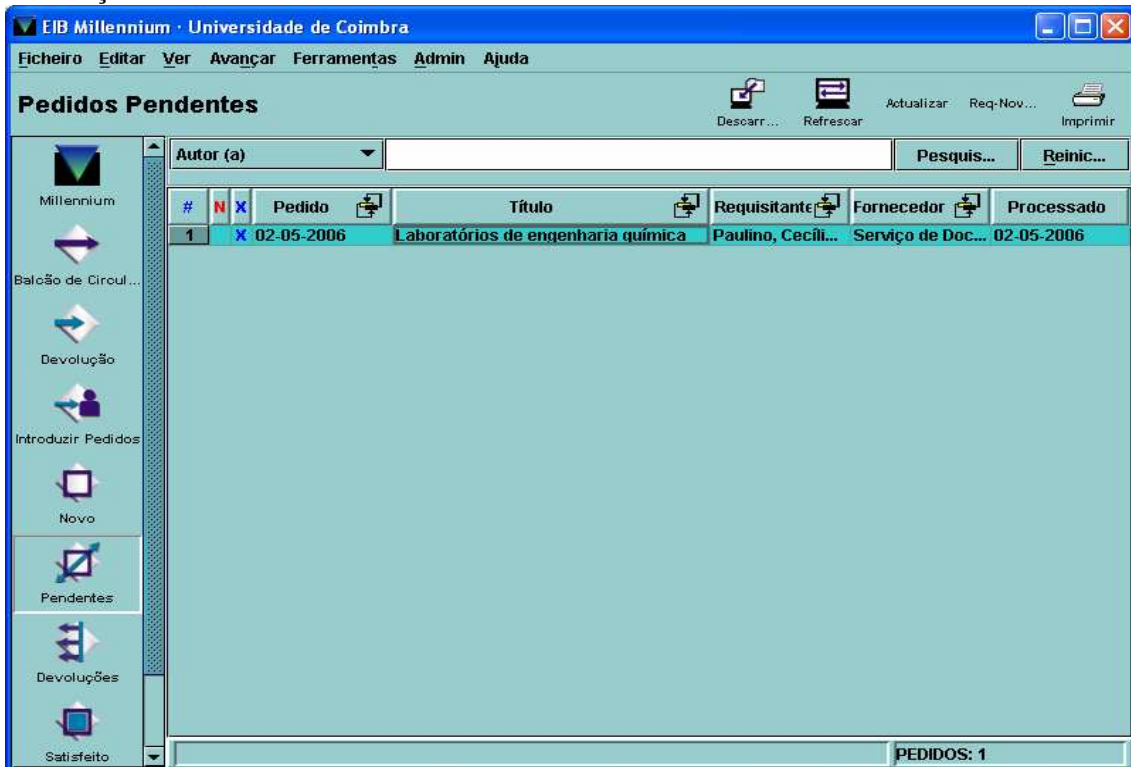 EIB Millennium · Universidade de Coimbra
Ficheiro Editar Ver Avançar Ferramentas Admin Ajuda
Pedidos Pendentes
Descarr... Refrescar Actualizar Req-Nov... Imprimir
Autor (a) Pesquis... Reinic...
# N X Pedido Título Requisitante Fornecedor Processado
1 X 02-05-2006 Laboratórios de engenharia química Paulino, Cecíli... Serviço de Doc... 02-05-2006
Millennium
Balcão de Circul...
Devolução
Introduzir Pedidos
Novo
Pendentes
Devoluções
Satisfeito
PEDIDOS: 1